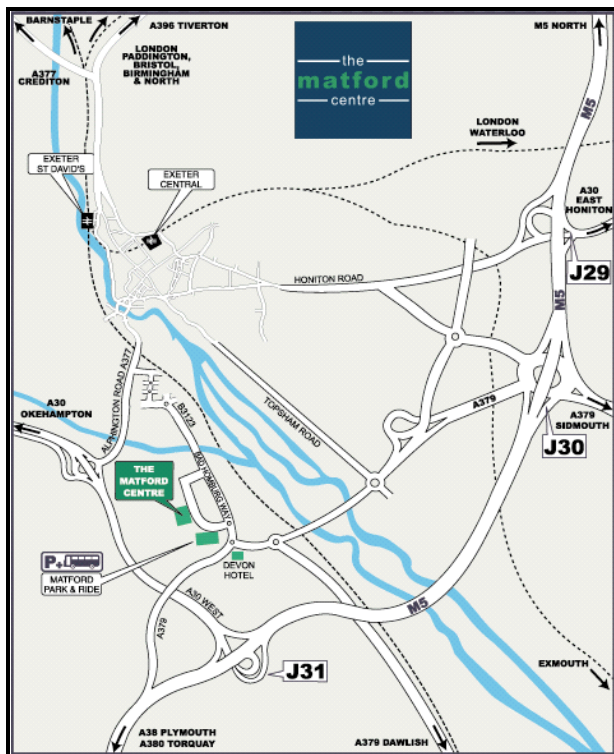 BARNSTAPLE
A396 TIVERTON
M5 NORTH
A377
CREDITON
LONDON
PADDINGTON,
BRISTOL,
BIRMINGHAM
& NORTH
the
matford
centre
M5
LONDON
WATERLOO
EXETER
ST DAVID'S
EXETER
CENTRAL
A30
EAST
HONITON
J29
HONITON ROAD
M5
ALPHINGTON ROAD A377
A30
OKEHAMPTON
B3123
TOPSHAM ROAD
A379
A379
SIDMOUTH
J30
THE
MATFORD
CENTRE
BAD HOMBURG WAY
P+
MATFORD
PARK & RIDE
DEVON
HOTEL
A30 WEST
A379
M5
J31
EXMOUTH
A38 PLYMOUTH
A380 TORQUAY
A379 DAWLISH